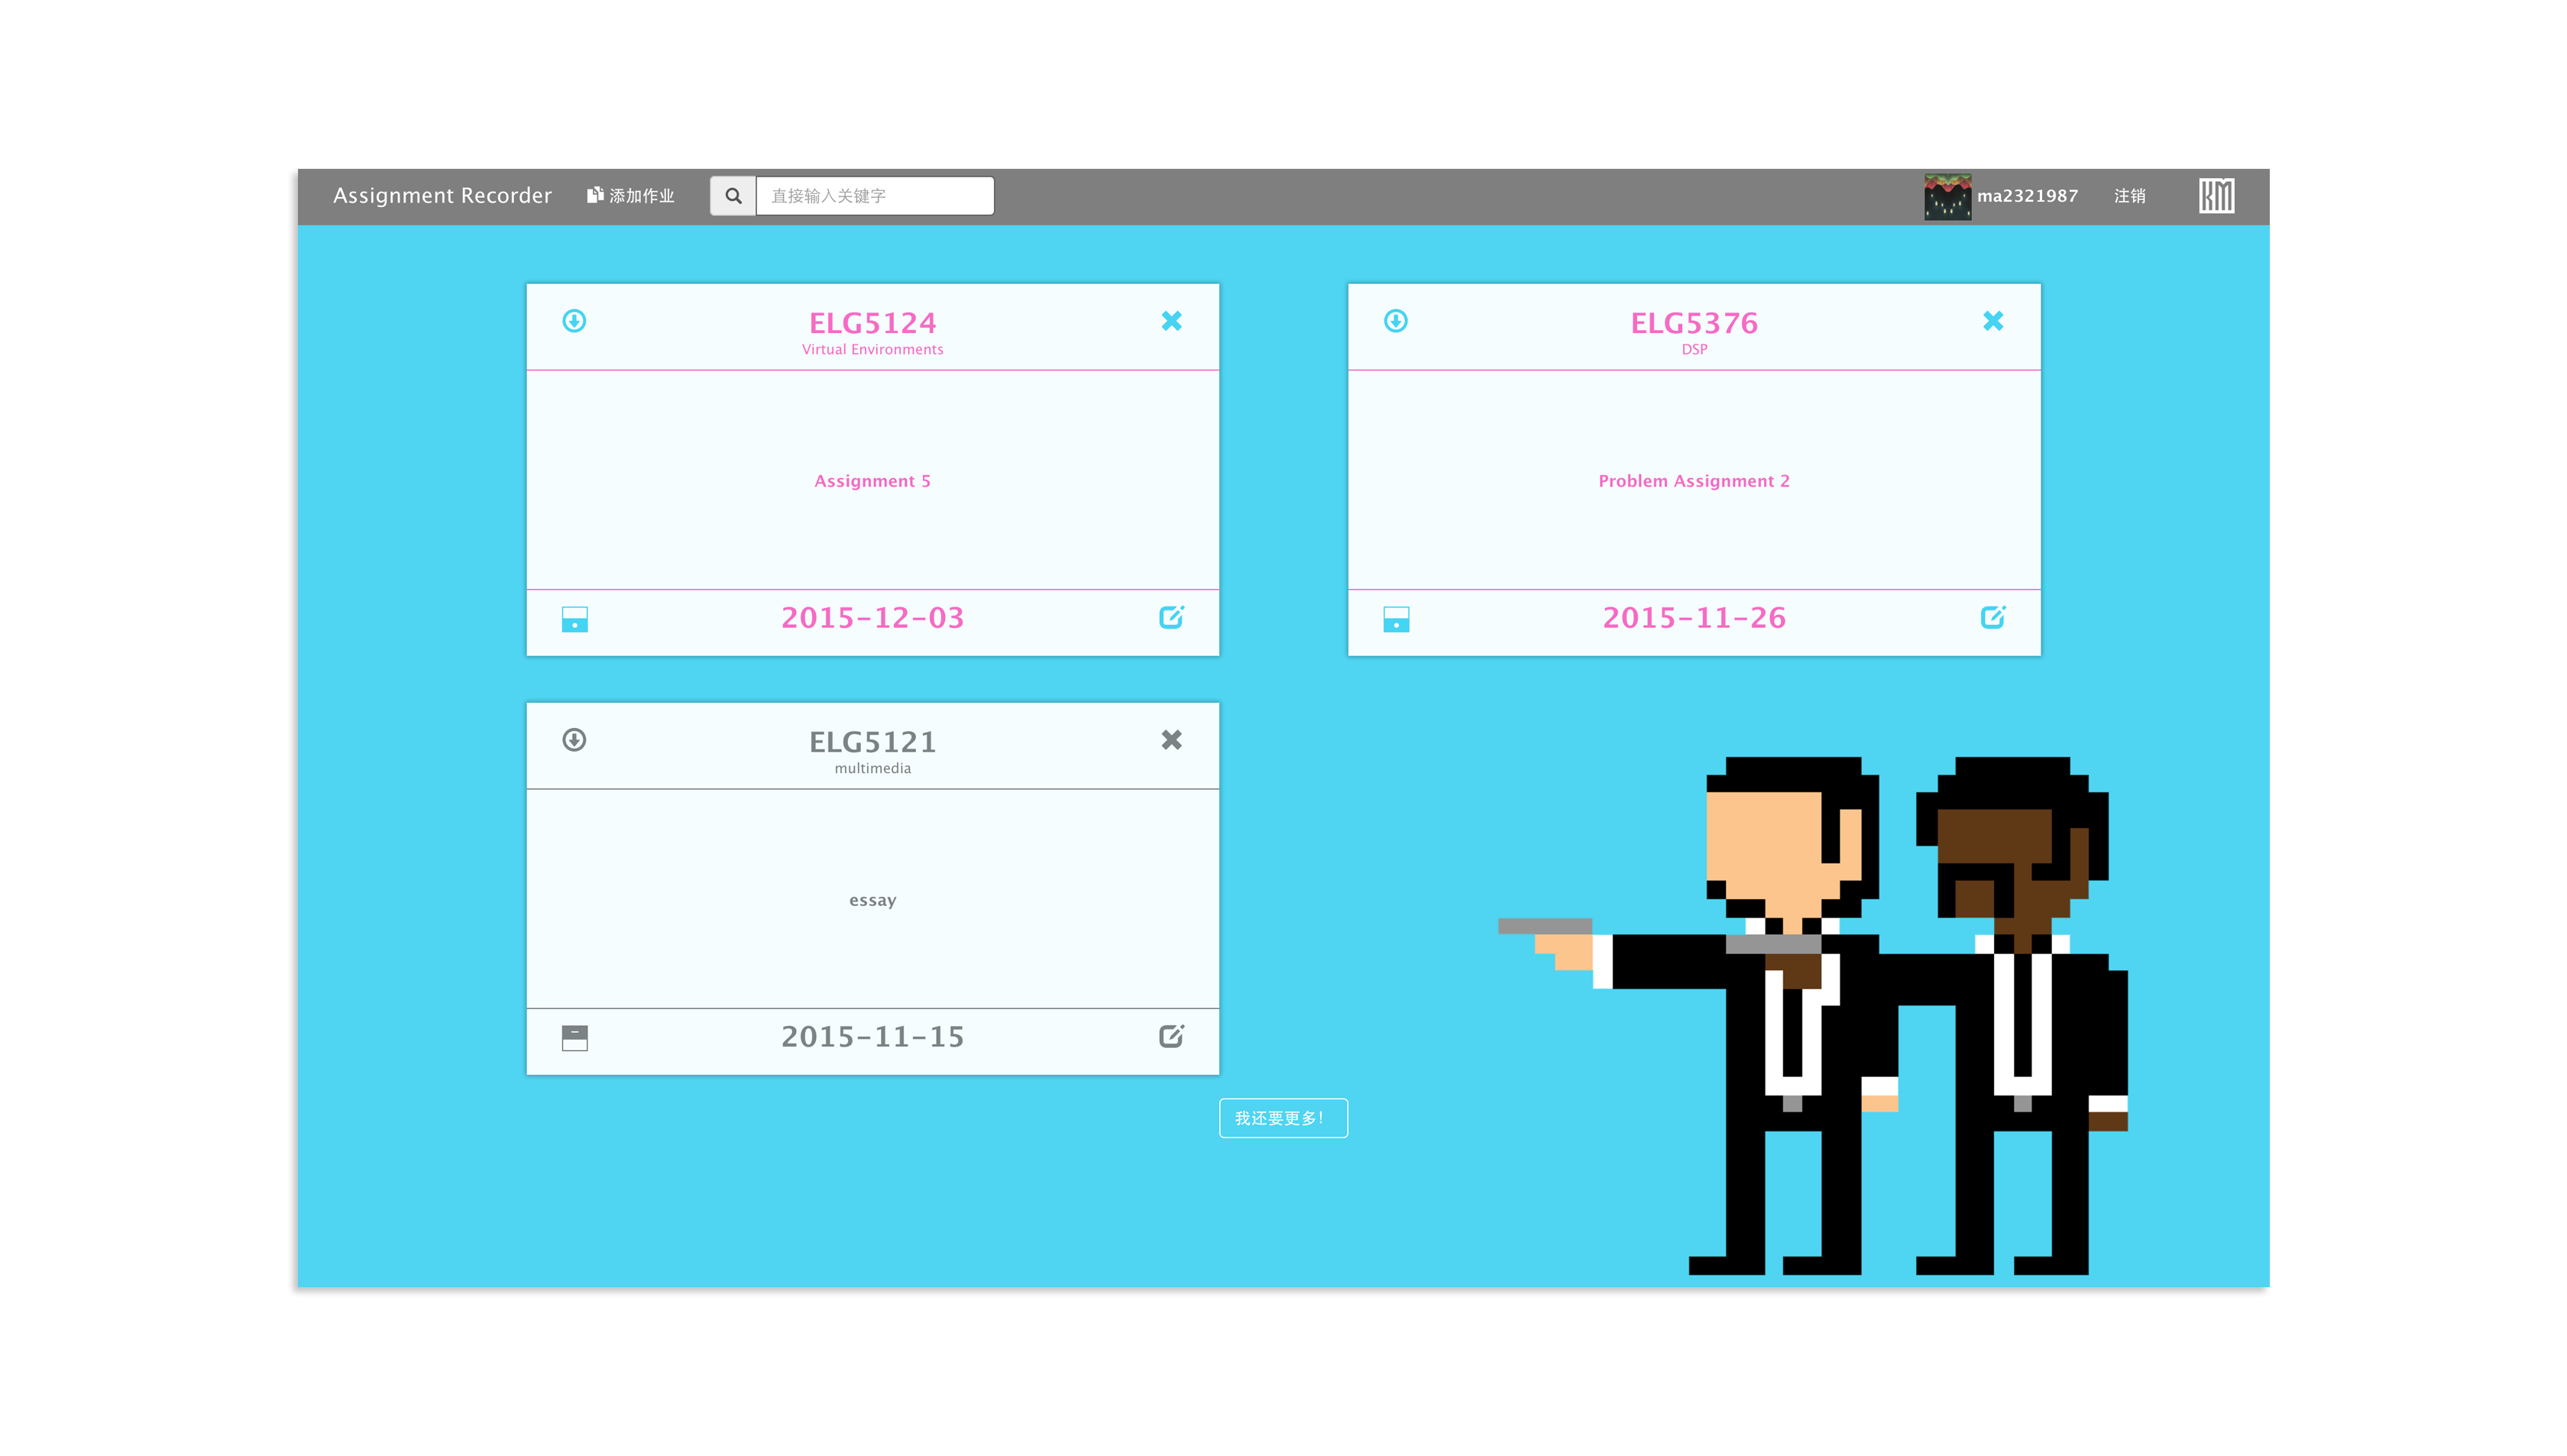 Assignment Recorder 添加作业 直接输入关键字 ma2321987 注销 KM
ELG5124
Virtual Environments
Assignment 5
2015-12-03
ELG5376
DSP
Problem Assignment 2
2015-11-26
ELG5121
multimedia
essay
2015-11-15
我还要更多！